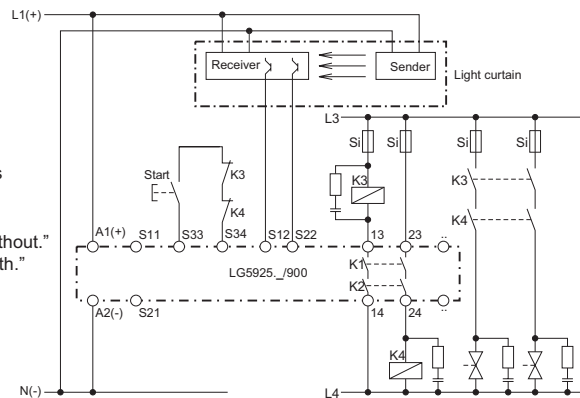 L1(+)
Receiver
Sender
Light curtain
L3
Si
Si
Si
Si
s
Start
K3
K3
K3
K4
K4
thout.”
th.”
A1(+)
S11
S33
S34
S12
S22
13
23
..
LG5925._/900
K1
K2
A2(-)
S21
14
24
..
K4
N(-)
L4